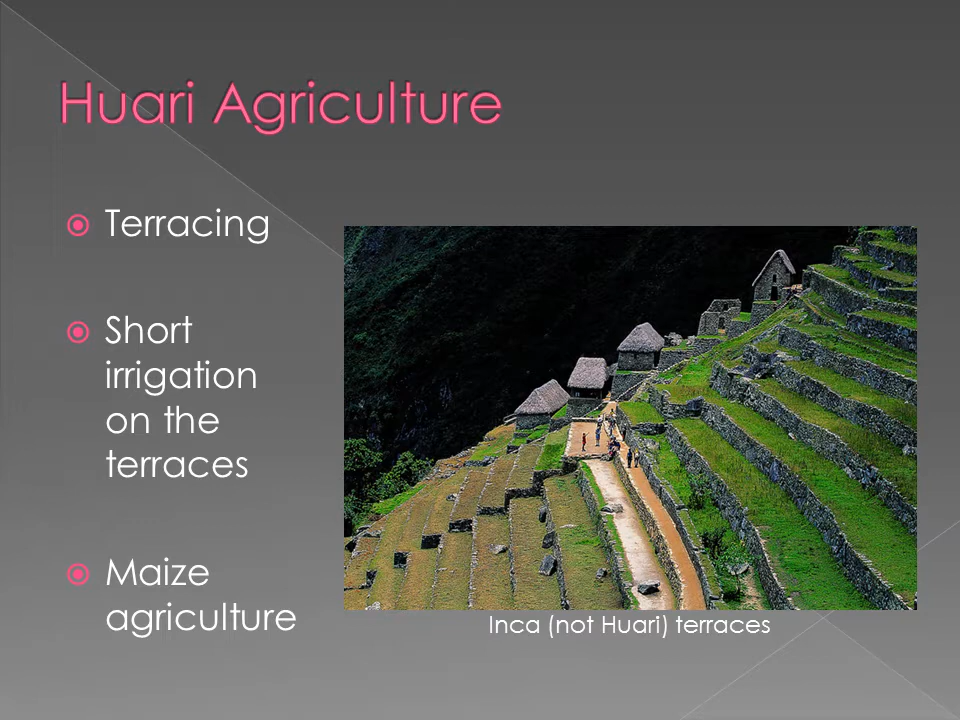 Huari Agriculture
Terracing
Short
irrigation
on the
terraces
Maize
agriculture
Inca (not Huari) terraces